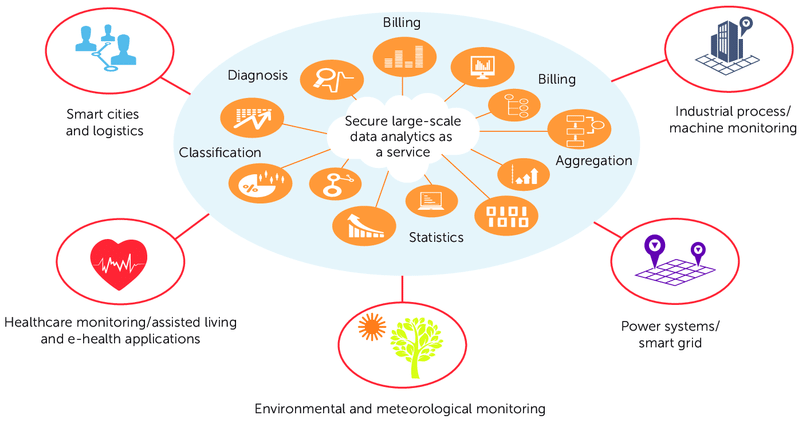 Billing
Diagnosis
Billing
Smart cities
and logistics
Secure large-scale
data analytics as
a service
Industrial process/
machine monitoring
Classification
Aggregation
%
Statistics
Healthcare monitoring/assisted living
and e-health applications
Power systems/
smart grid
Environmental and meteorological monitoring